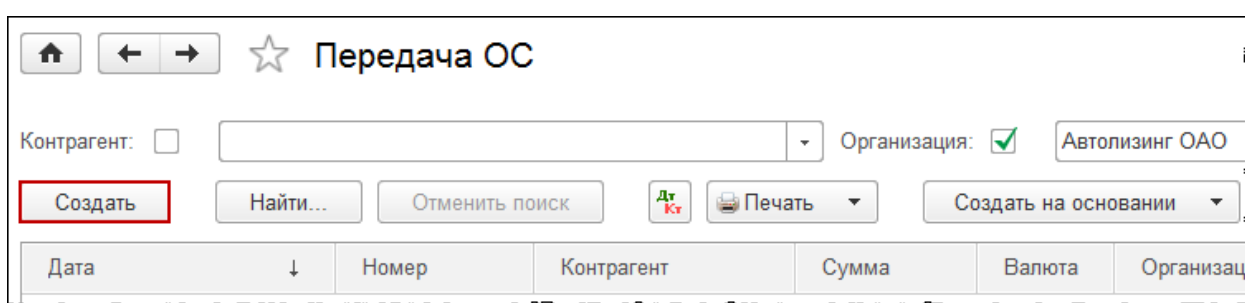 Передача ОС
Контрагент: Организация: Автолизинг ОАО
Создать Найти... Отменить поиск Дт Кт Печать Создать на основании
Дата ↓ Номер Контрагент Сумма Валюта Организац